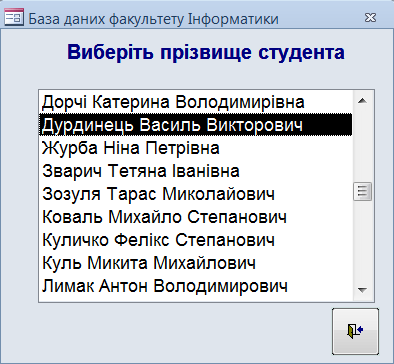 База даних факультету Інформатики
Виберіть прізвище студента
Дорчі Катерина Володимирівна
Дурдинець Василь Викторович
Журба Ніна Петрівна
Зварич Тетяна Іванівна
Зозуля Тарас Миколайович
Коваль Михайло Степанович
Куличко Фелікс Степанович
Куль Микита Михайлович
Лимак Антон Володимирович